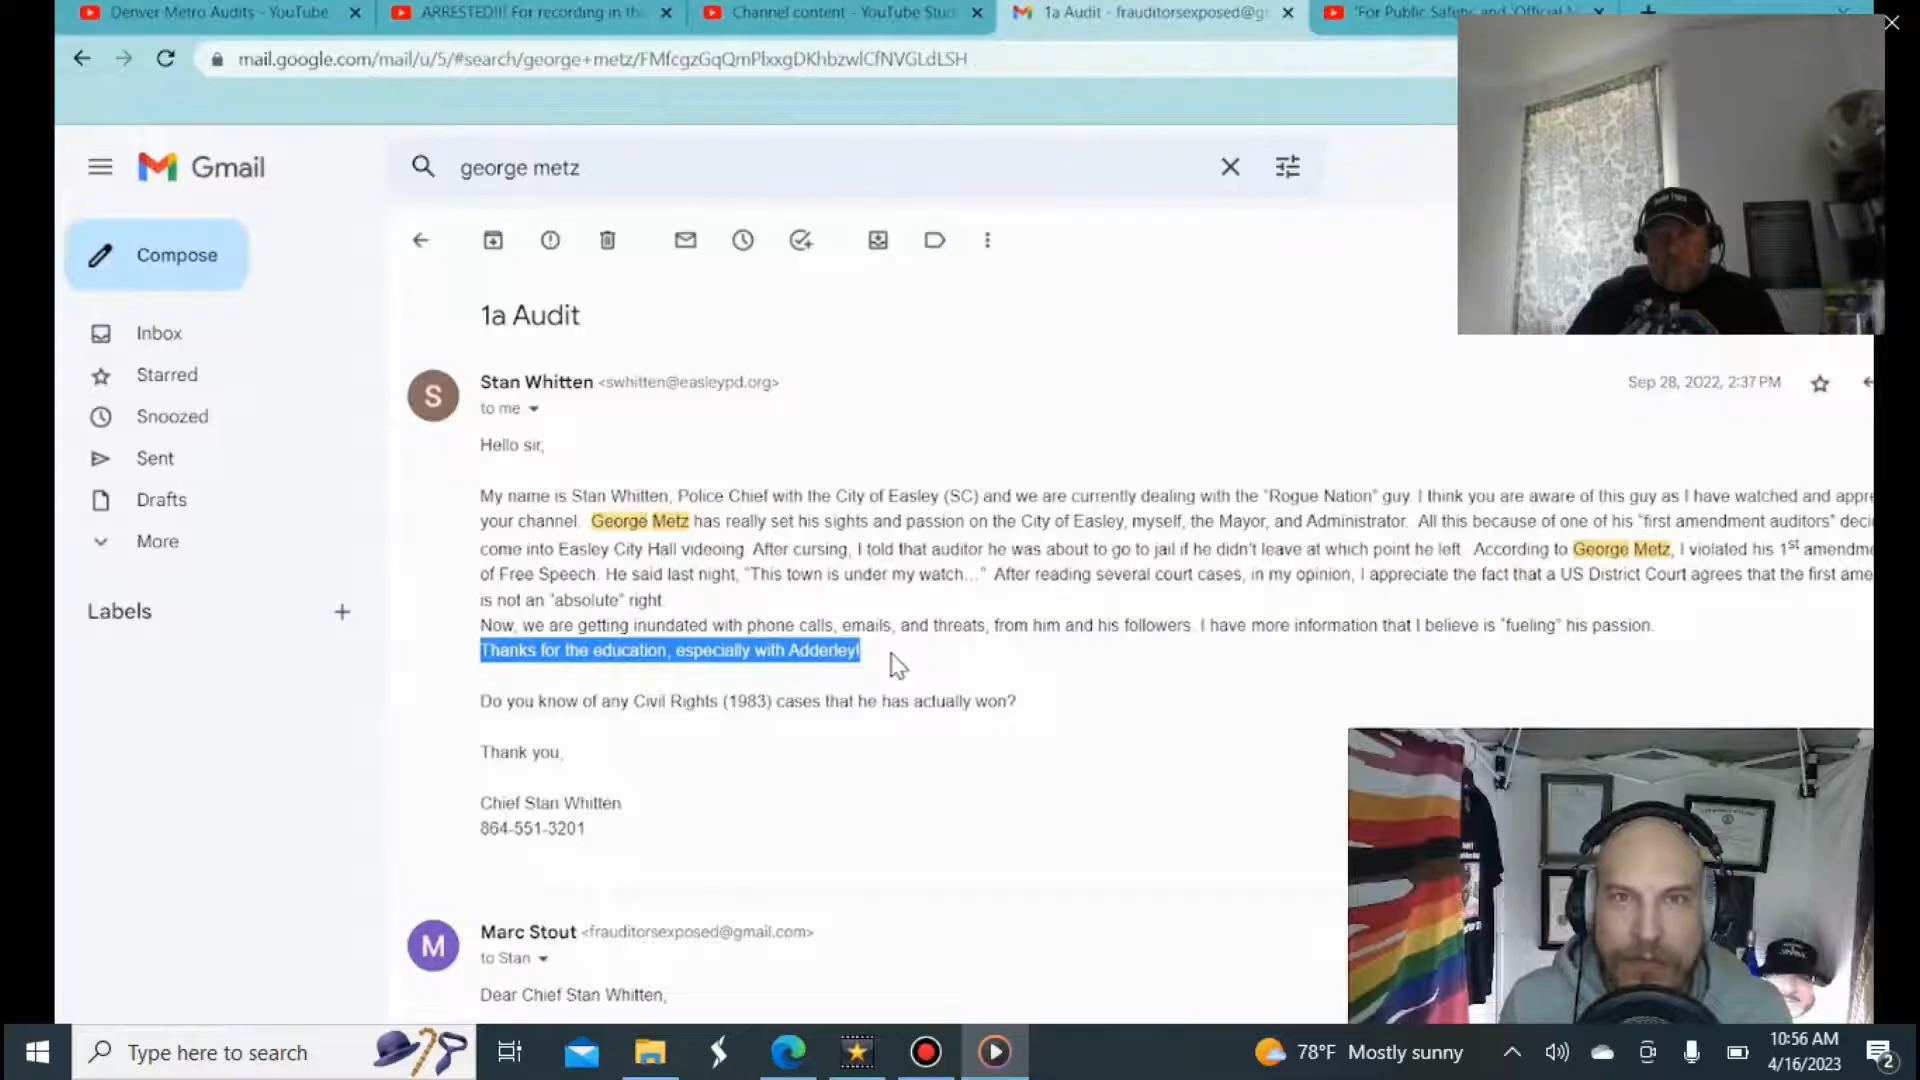 Denver Metro Audits - YouTube
ARRESTED!!! For recording in th
Channel content - YouTube Stud
1a Audit - frauditorsexposed@g
'For Public Safety' and 'Official
mail.google.com/mail/u/5/#search/george+metz/FMfcgzGqQmPlxxgDKhbzwlCfNVGLdLSH
Gmail
george metz
Compose
Inbox
Starred
Snoozed
Sent
Drafts
More
Labels
1a Audit
S
Stan Whitten <swhitten@easleypd.org>
Sep 28, 2022, 2:37 PM
to me
Hello sir,
My name is Stan Whitten, Police Chief with the City of Easley (SC) and we are currently dealing with the "Rogue Nation" guy. I think you are aware of this guy as I have watched and appre
your channel. George Metz has really set his sights and passion on the City of Easley, myself, the Mayor, and Administrator. All this because of one of his "first amendment auditors" deci
come into Easley City Hall videoing. After cursing, I told that auditor he was about to go to jail if he didn't leave at which point he left. According to George Metz, I violated his 1st amendme
of Free Speech. He said last night, "This town is under my watch..." After reading several court cases, in my opinion, I appreciate the fact that a US District Court agrees that the first ame
is not an "absolute" right.
Now, we are getting inundated with phone calls, emails, and threats, from him and his followers. I have more information that I believe is "fueling" his passion.
Thanks for the education, especially with Adderley!
Do you know of any Civil Rights (1983) cases that he has actually won?
Thank you,
Chief Stan Whitten
864-551-3201
M
Marc Stout <frauditorsexposed@gmail.com>
to Stan
Dear Chief Stan Whitten,
Type here to search
78°F Mostly sunny
10:56 AM
4/16/2023
2